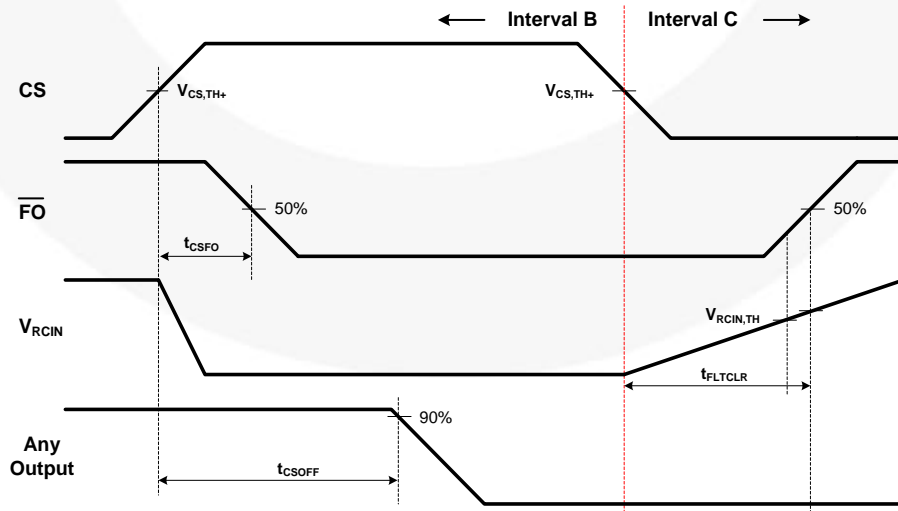 Interval B Interval C
CS
V_CS,TH+ V_CS,TH+
FO
50% 50%
t_CSFO
V_RCIN
V_RCIN,TH
t_FLTCLR
90%
Any
Output
t_CSOFF